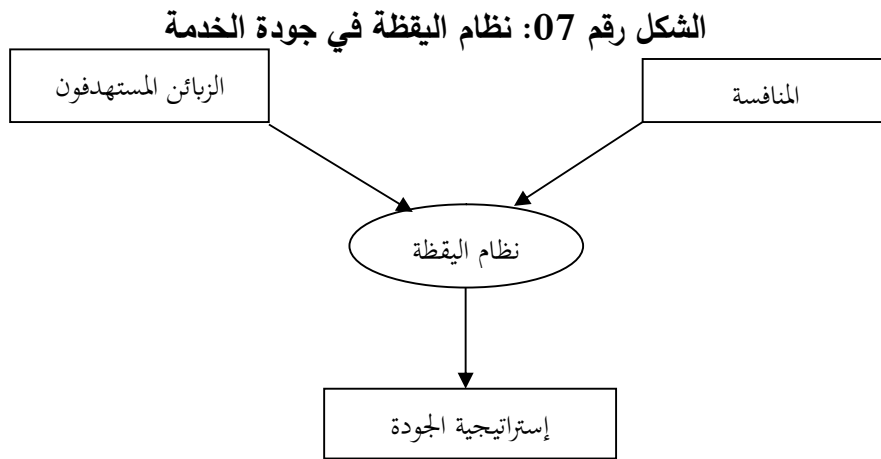 الشكل رقم 07: نظام اليقظة في جودة الخدمة
المنافسة
الزبائن المستهدفون
نظام اليقظة
إستراتيجية الجودة